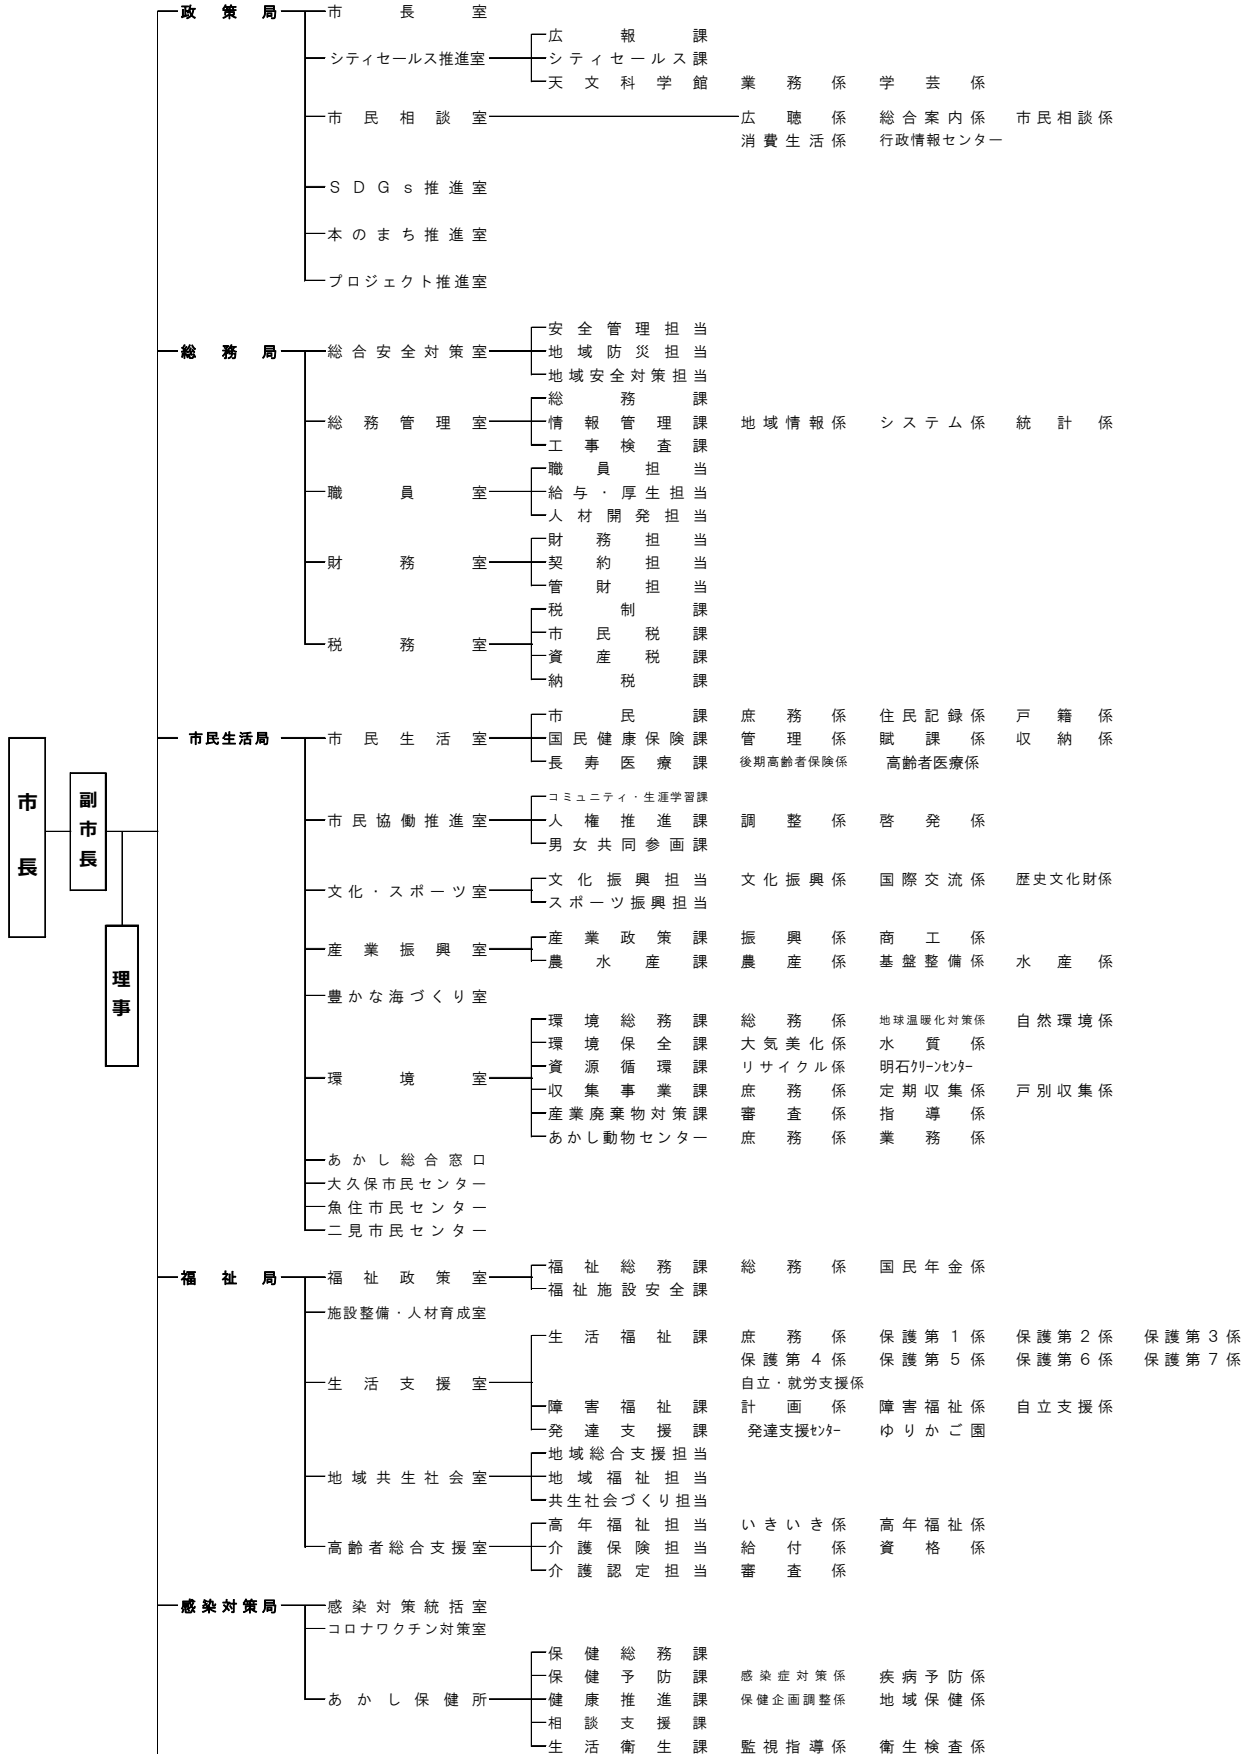 政策局 市長室
広報課
シティセールス推進室 シティセールス課
天文科学館 業務係 学芸係
市民相談室 広聴係 総合案内係 市民相談係
消費生活係 行政情報センター
ＳＤＧｓ推進室
本のまち推進室
プロジェクト推進室
安全管理担当
総務局 総合安全対策室 地域防災担当
地域安全対策担当
総務課
総務管理室 情報管理課 地域情報係 システム係 統計係
工事検査課
職員担当
職員室 給与・厚生担当
人材開発担当
財務担当
財務室 契約担当
管財担当
税制課
市民税課
税務室
資産税課
納税課
市民課 庶務係 住民記録係 戸籍係
市民生活局 市民生活室 国民健康保険課 管理係 賦課係 収納係
長寿医療課 後期高齢者保険係 高齢者医療係
コミュニティ・生涯学習課
市民協働推進室 人権推進課 調整係 啓発係
男女共同参画課
市長
副市長
理事
文化・スポーツ室 文化振興担当 文化振興係 国際交流係 歴史文化財係
スポーツ振興担当
産業振興室 産業政策課 振興係 商工係
農水産課 農産係 基盤整備係 水産係
豊かな海づくり室
環境総務課 総務係 地球温暖化対策係 自然環境係
環境保全課 大気美化係 水質係
資源循環課 リサイクル係 明石ｸﾘｰﾝｾﾝﾀｰ
環境室
収集事業課 庶務係 定期収集係 戸別収集係
産業廃棄物対策課 審査係 指導係
あかし動物センター 庶務係 業務係
あかし総合窓口
大久保市民センター
魚住市民センター
二見市民センター
福祉局 福祉政策室 福祉総務課 総務係 国民年金係
福祉施設安全課
施設整備・人材育成室
生活福祉課 庶務係 保護第１係 保護第２係 保護第３係
保護第４係 保護第５係 保護第６係 保護第７係
生活支援室 自立・就労支援係
障害福祉課 計画係 障害福祉係 自立支援係
発達支援課 発達支援ｾﾝﾀｰ ゆりかご園
地域総合支援担当
地域共生社会室 地域福祉担当
共生社会づくり担当
高年福祉担当 いきいき係 高年福祉係
高齢者総合支援室 介護保険担当 給付係 資格係
介護認定担当 審査係
感染対策局 感染対策統括室
コロナワクチン対策室
保健総務課
保健予防課 感染症対策係 疾病予防係
あかし保健所 健康推進課 保健企画調整係 地域保健係
相談支援課
生活衛生課 監視指導係 衛生検査係